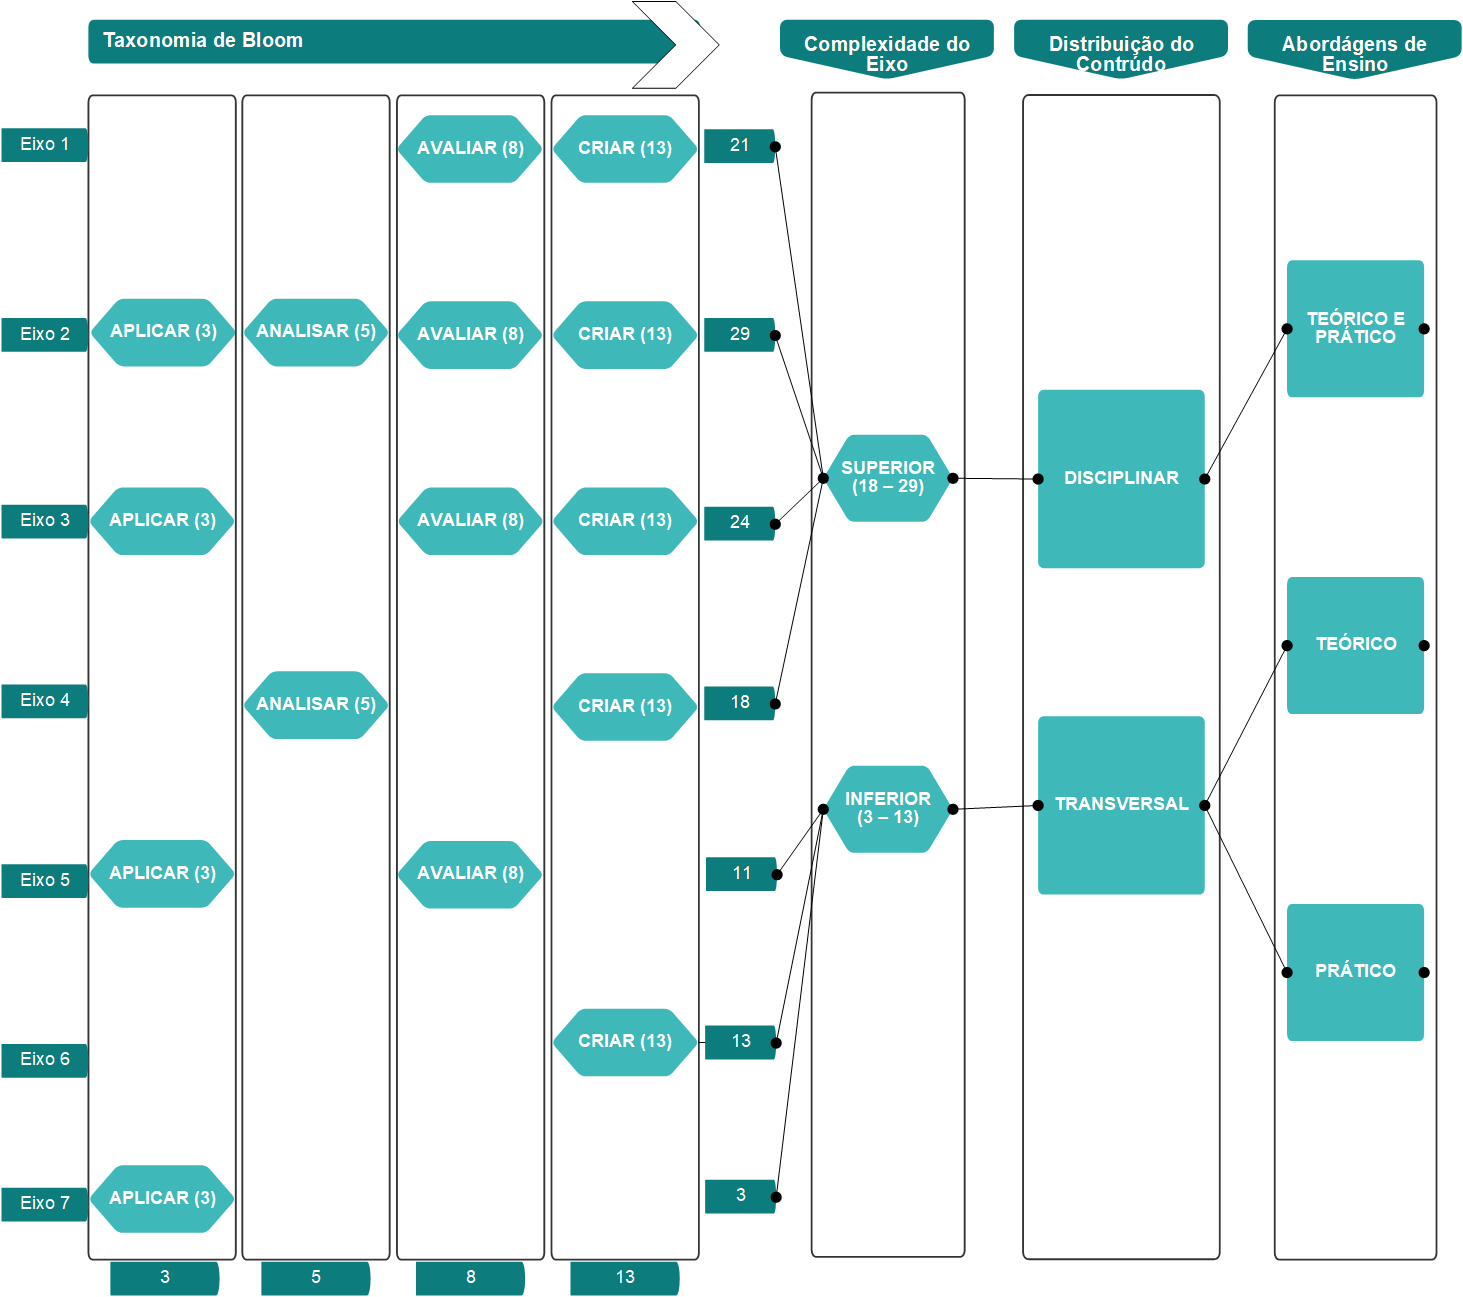 Taxonomia de Bloom
Complexidade do
Eixo
Distribuição do
Contrúdo
Abordágens de
Ensino
Eixo 1
AVALIAR (8)
CRIAR (13)
21
Eixo 2
APLICAR (3)
ANALISAR (5)
AVALIAR (8)
CRIAR (13)
29
TEÓRICO E
PRÁTICO
SUPERIOR
(18 – 29)
DISCIPLINAR
Eixo 3
APLICAR (3)
AVALIAR (8)
CRIAR (13)
24
TEÓRICO
Eixo 4
ANALISAR (5)
CRIAR (13)
18
INFERIOR
(3 – 13)
TRANSVERSAL
Eixo 5
APLICAR (3)
AVALIAR (8)
11
PRÁTICO
Eixo 6
CRIAR (13)
13
Eixo 7
APLICAR (3)
3
3
5
8
13